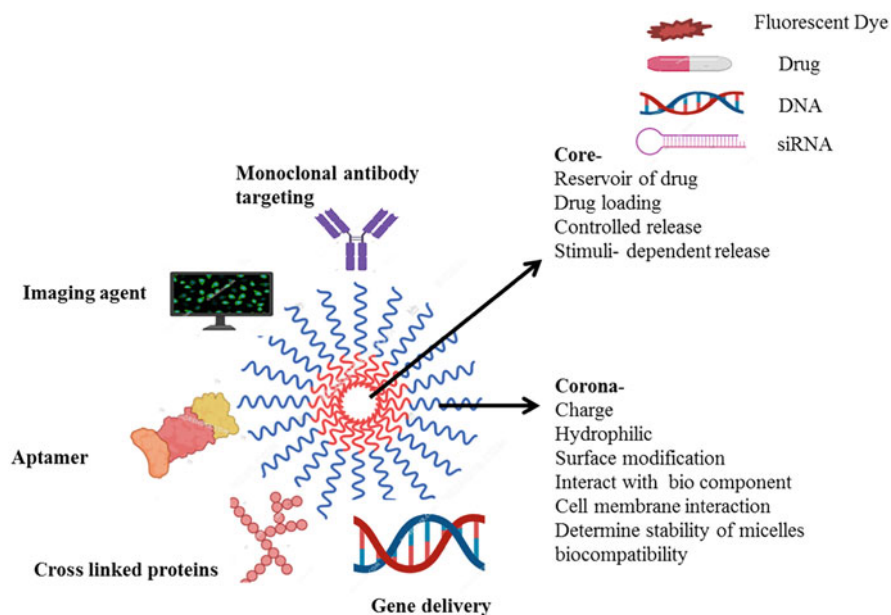 Fluorescent Dye
Drug
DNA
siRNA
Monoclonal antibody
targeting
Core-
Reservoir of drug
Drug loading
Controlled release
Stimuli- dependent release
Imaging agent
Corona-
Charge
Hydrophilic
Surface modification
Interact with bio component
Cell membrane interaction
Determine stability of micelles
biocompatibility
Aptamer
Cross linked proteins
Gene delivery